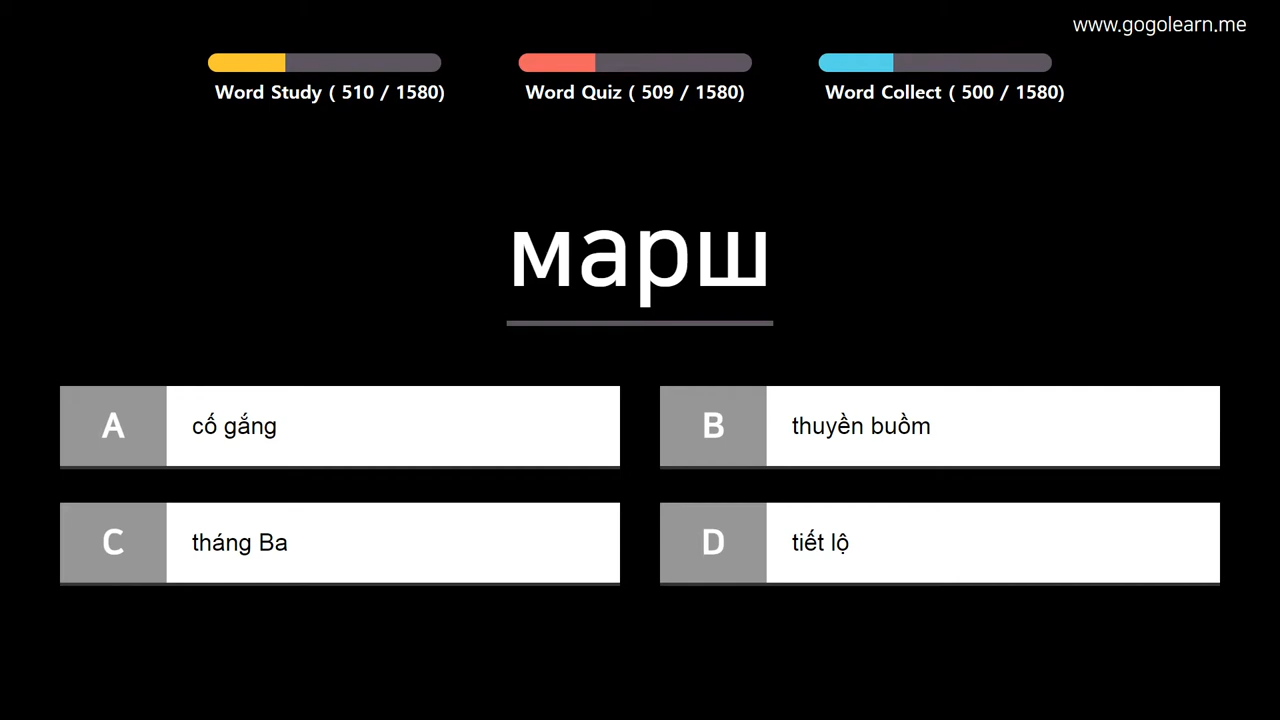 www.gogolearn.me
Word Study ( 510 / 1580)
Word Quiz ( 509 / 1580)
Word Collect ( 500 / 1580)
марш
A cố gắng
B thuyền buồm
C tháng Ba
D tiết lộ